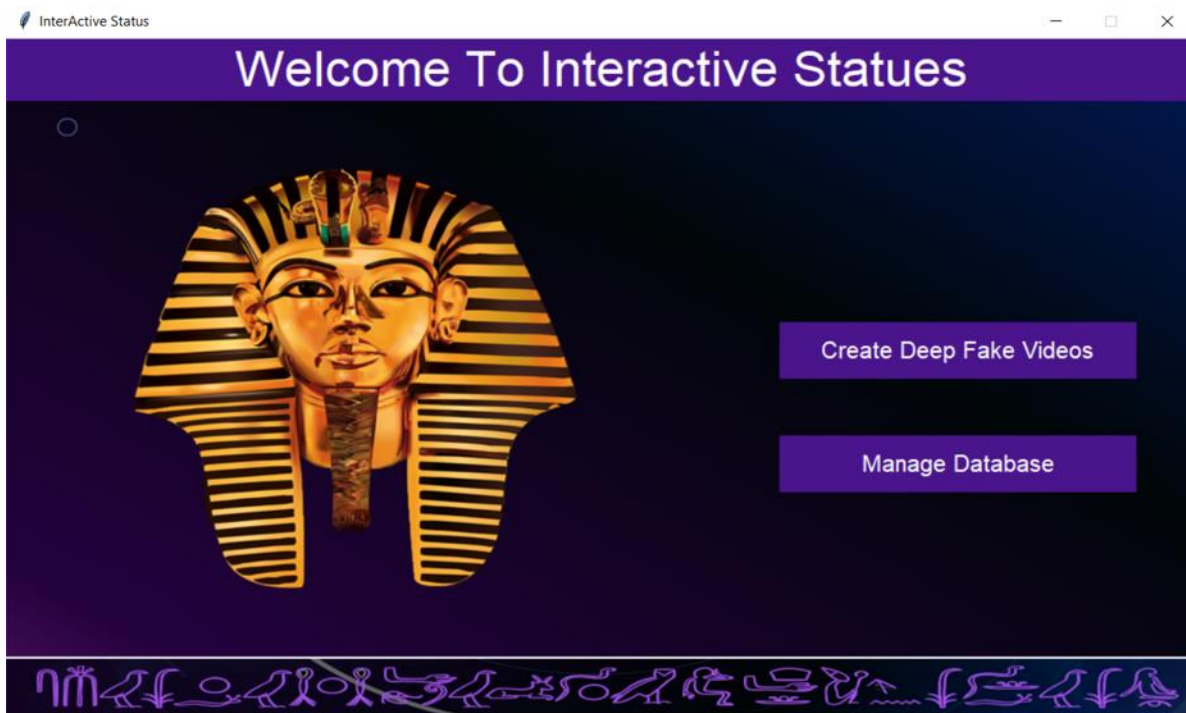 InterActive Status
Welcome To Interactive Statues
Create Deep Fake Videos
Manage Database